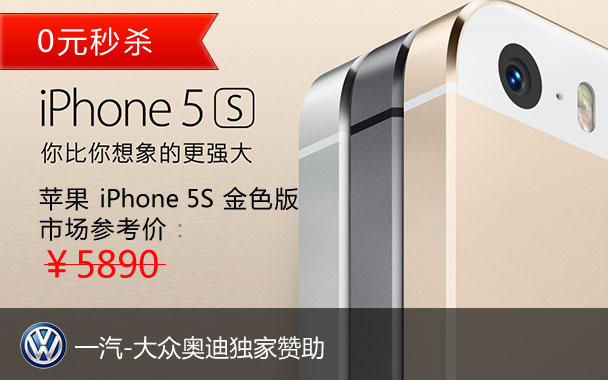 0元秒杀
iPhone 5S
你比你想象的更强大
苹果 iPhone 5S 金色版
市场参考价：
￥5890
一汽-大众奥迪独家赞助